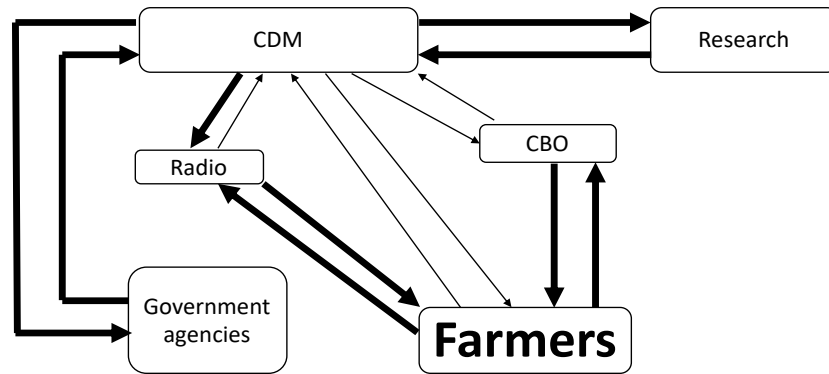 CDM
Research
CBO
Radio
Government
agencies
Farmers